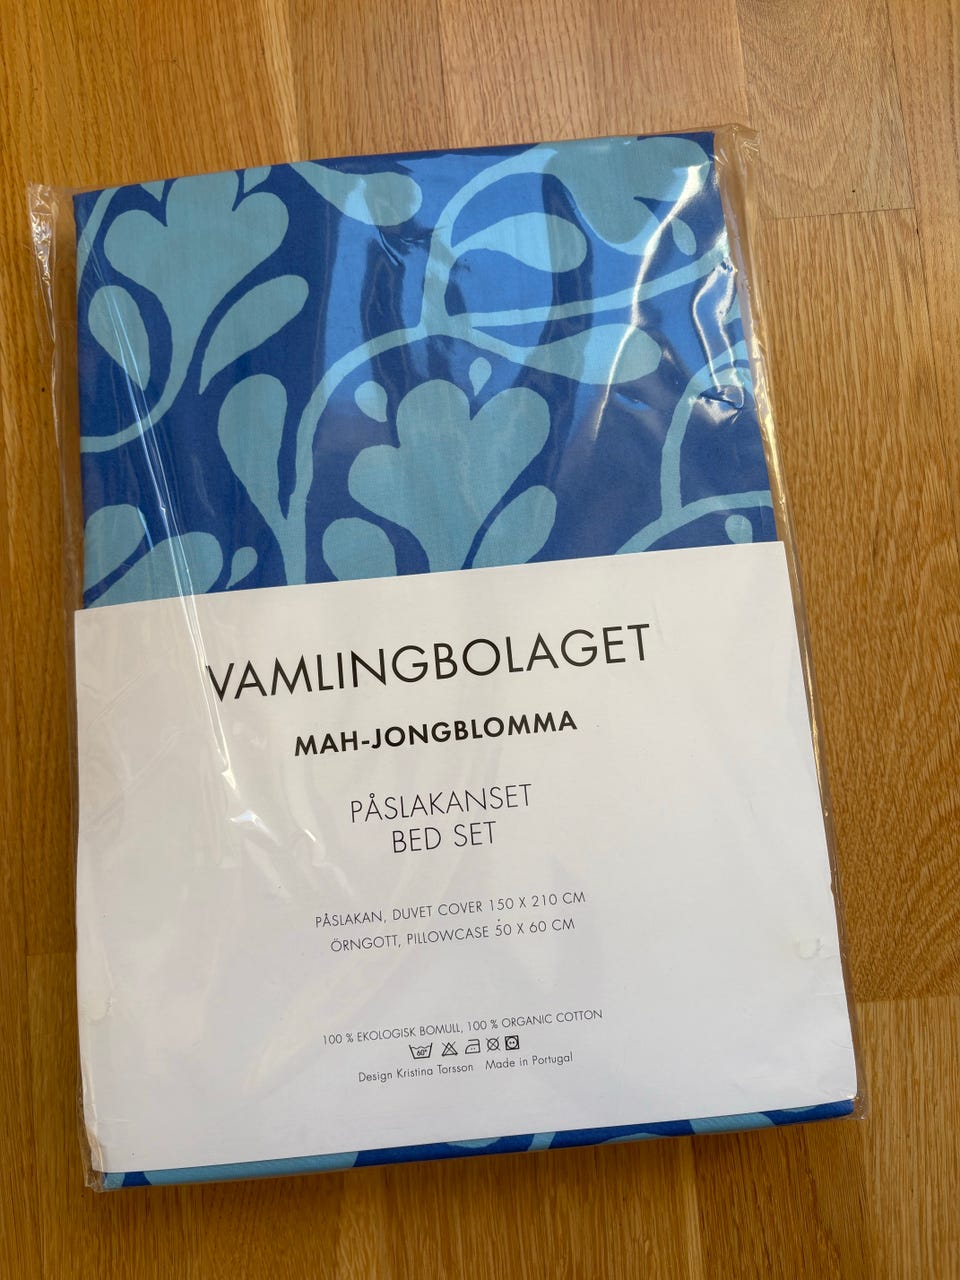 VAMLINGBOLAGET
MAH-JONGBLOMMA
PÅSLAKANSET
BED SET
PÅSLAKAN, DUVET COVER 150 X 210 CM
ÖRNGOTT, PILLOWCASE 50 X 60 CM
100 % EKOLOGISK BOMULL, 100 % ORGANIC COTTON
60°
Design Kristina Torsson Made in Portugal